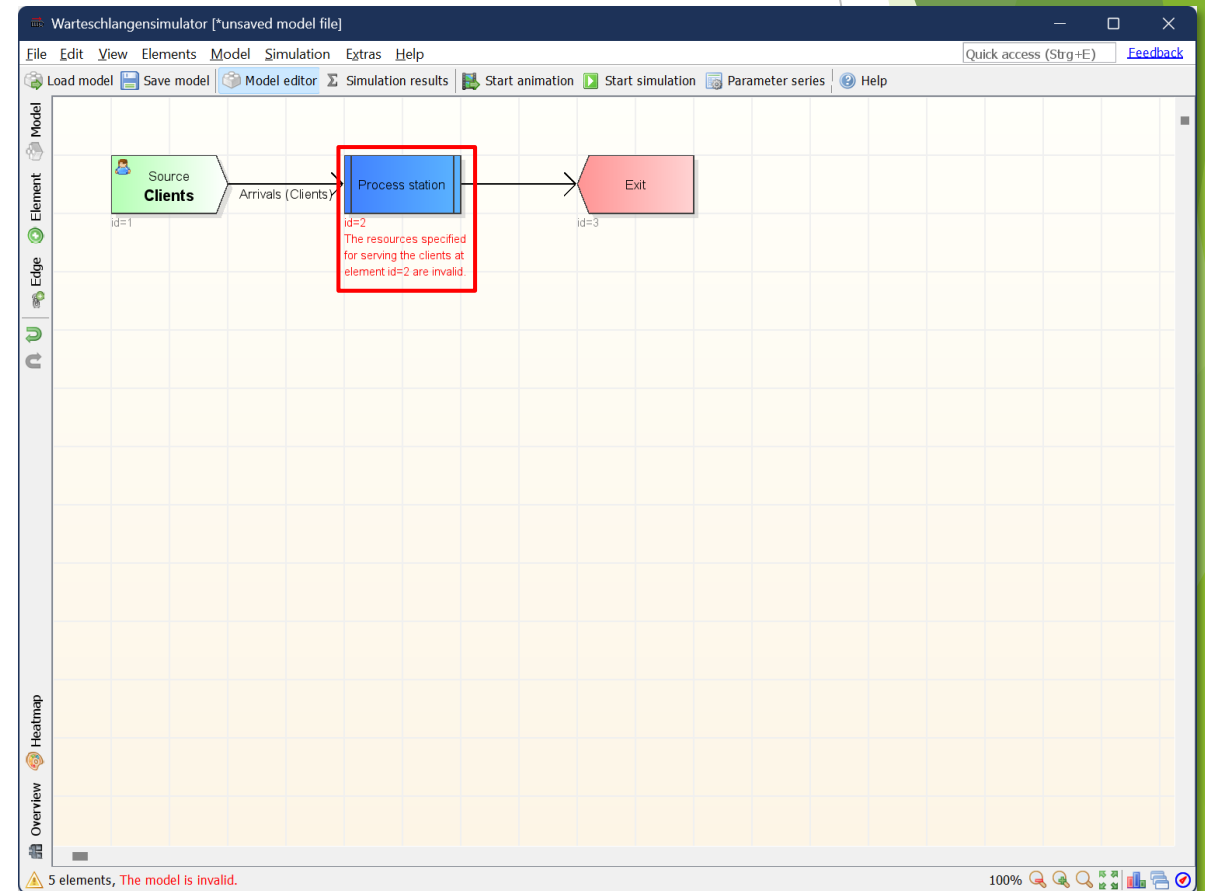 Warteschlangensimulator [*unsaved model file]
File Edit View Elements Model Simulation Extras Help Quick access (Strg+E) Feedback
Load model Save model Model editor Σ Simulation results Start animation Start simulation Parameter series Help
Model
Element
Edge
Source
Clients
id=1
Arrivals (Clients)
Process station
id=2
The resources specified
for serving the clients at
element id=2 are invalid.
Exit
id=3
Heatmap
Overview
5 elements, The model is invalid. 100%